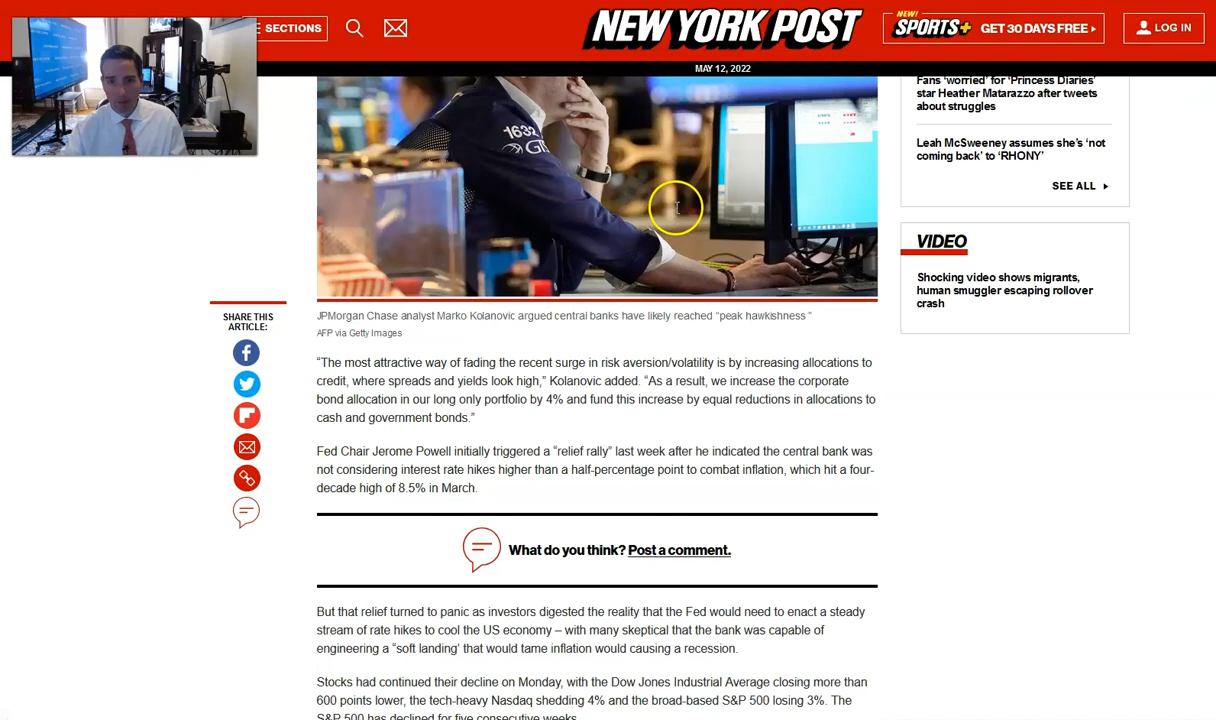 SECTIONS
NEW YORK POST
NEW!
SPORTS+ GET 30 DAYS FREE
LOG IN
MAY 12, 2022
Fans 'worried' for 'Princess Diaries'
star Heather Matarazzo after tweets
about struggles
Leah McSweeney assumes she's 'not
coming back' to 'RHONY'
SEE ALL
VIDEO
Shocking video shows migrants,
human smuggler escaping rollover
crash
1632
SHARE THIS
ARTICLE:
JPMorgan Chase analyst Marko Kolanovic argued central banks have likely reached “peak hawkishness ”
AFP via Getty Images
“The most attractive way of fading the recent surge in risk aversion/volatility is by increasing allocations to
credit, where spreads and yields look high,” Kolanovic added. “As a result, we increase the corporate
bond allocation in our long only portfolio by 4% and fund this increase by equal reductions in allocations to
cash and government bonds.”
Fed Chair Jerome Powell initially triggered a “relief rally” last week after he indicated the central bank was
not considering interest rate hikes higher than a half-percentage point to combat inflation, which hit a four-
decade high of 8.5% in March.
What do you think? Post a comment.
But that relief turned to panic as investors digested the reality that the Fed would need to enact a steady
stream of rate hikes to cool the US economy – with many skeptical that the bank was capable of
engineering a “soft landing’ that would tame inflation would causing a recession.
Stocks had continued their decline on Monday, with the Dow Jones Industrial Average closing more than
600 points lower, the tech-heavy Nasdaq shedding 4% and the broad-based S&P 500 losing 3%. The
S&P 500 has declined for five consecutive weeks.